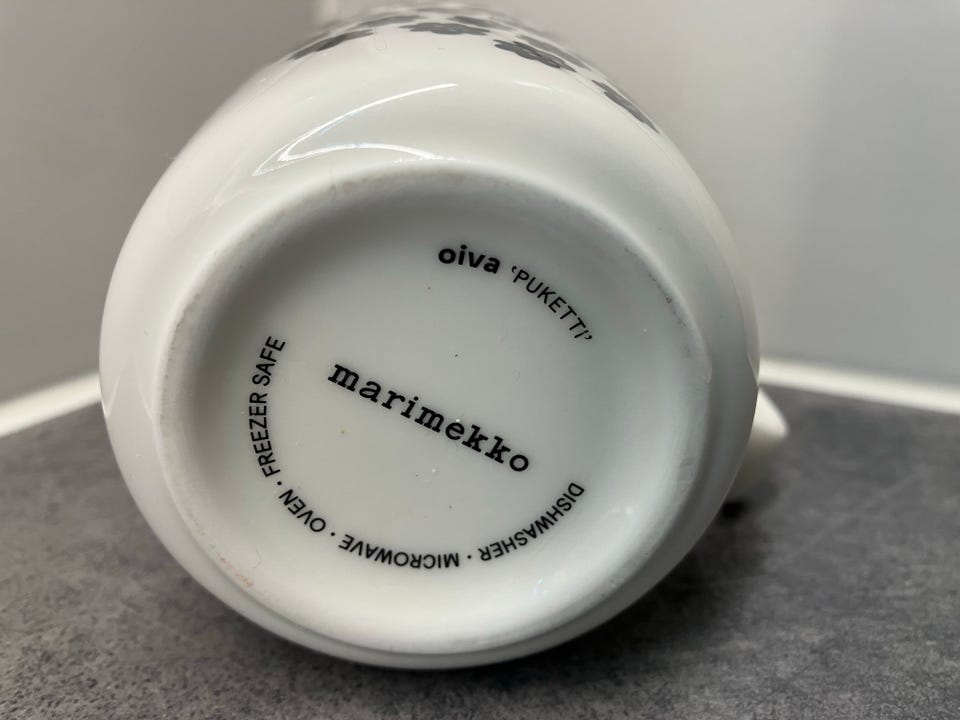 oiva ‘PUKETTI’
marimekko
DISHWASHER · MICROWAVE · OVEN · FREEZER SAFE